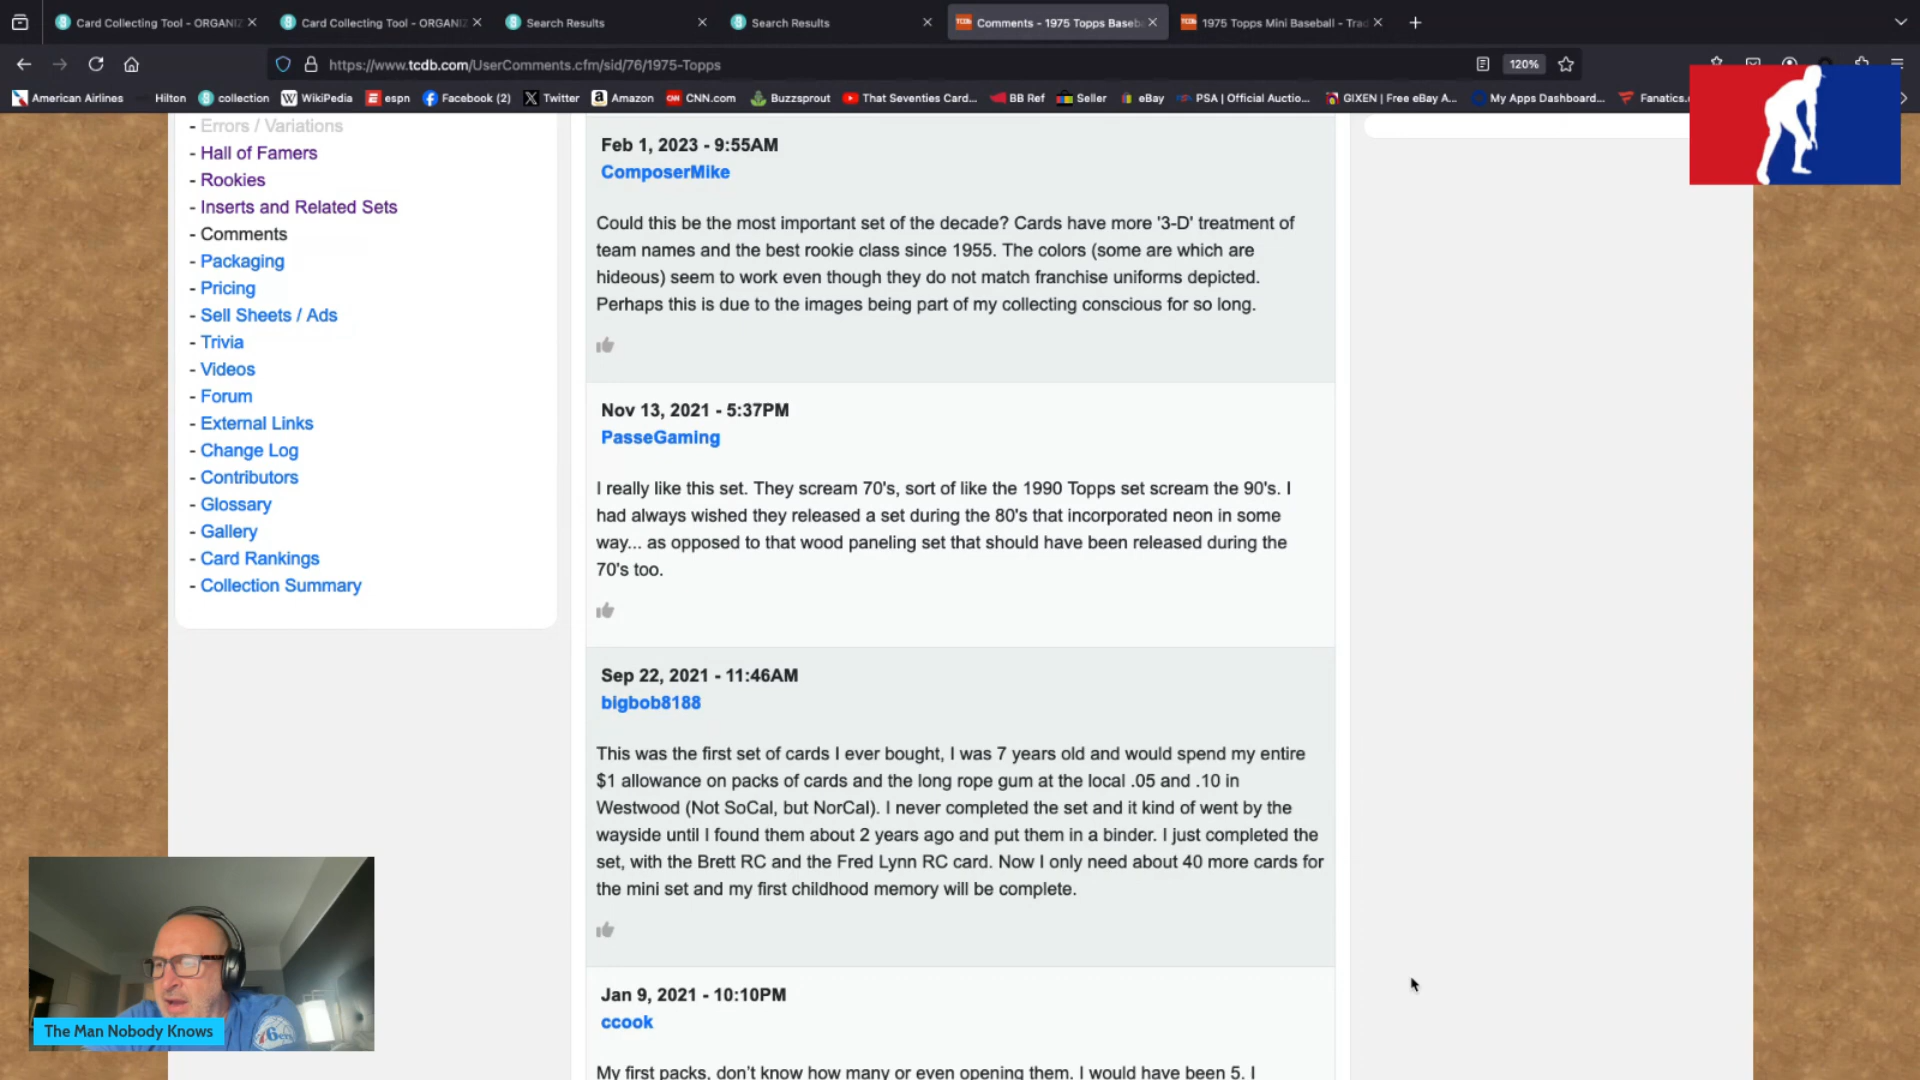 Card Collecting Tool - ORGANIZ
Card Collecting Tool - ORGANIZ
Search Results
Search Results
Comments - 1975 Topps Baseb
1975 Topps Mini Baseball - Trad
https://www.tcdb.com/UserComments.cfm/sid/76/1975-Topps
120%
American Airlines
Hilton
collection
WikiPedia
espn
Facebook (2)
Twitter
Amazon
CNN.com
Buzzsprout
That Seventies Card...
BB Ref
Seller
eBay
PSA | Official Auctio...
GIXEN | Free eBay A...
My Apps Dashboard...
Fanatics.
- Errors / Variations
- Hall of Famers
- Rookies
- Inserts and Related Sets
- Comments
- Packaging
- Pricing
- Sell Sheets / Ads
- Trivia
- Videos
- Forum
- External Links
- Change Log
- Contributors
- Glossary
- Gallery
- Card Rankings
- Collection Summary
Feb 1, 2023 - 9:55AM
ComposerMike
Could this be the most important set of the decade? Cards have more '3-D' treatment of
team names and the best rookie class since 1955. The colors (some are which are
hideous) seem to work even though they do not match franchise uniforms depicted.
Perhaps this is due to the images being part of my collecting conscious for so long.
Nov 13, 2021 - 5:37PM
PasseGaming
I really like this set. They scream 70's, sort of like the 1990 Topps set scream the 90's. I
had always wished they released a set during the 80's that incorporated neon in some
way... as opposed to that wood paneling set that should have been released during the
70's too.
Sep 22, 2021 - 11:46AM
bigbob8188
This was the first set of cards I ever bought, I was 7 years old and would spend my entire
$1 allowance on packs of cards and the long rope gum at the local .05 and .10 in
Westwood (Not SoCal, but NorCal). I never completed the set and it kind of went by the
wayside until I found them about 2 years ago and put them in a binder. I just completed the
set, with the Brett RC and the Fred Lynn RC card. Now I only need about 40 more cards for
the mini set and my first childhood memory will be complete.
Jan 9, 2021 - 10:10PM
ccook
My first packs, don't know how many or even opening them. I would have been 5. I
The Man Nobody Knows
76ers